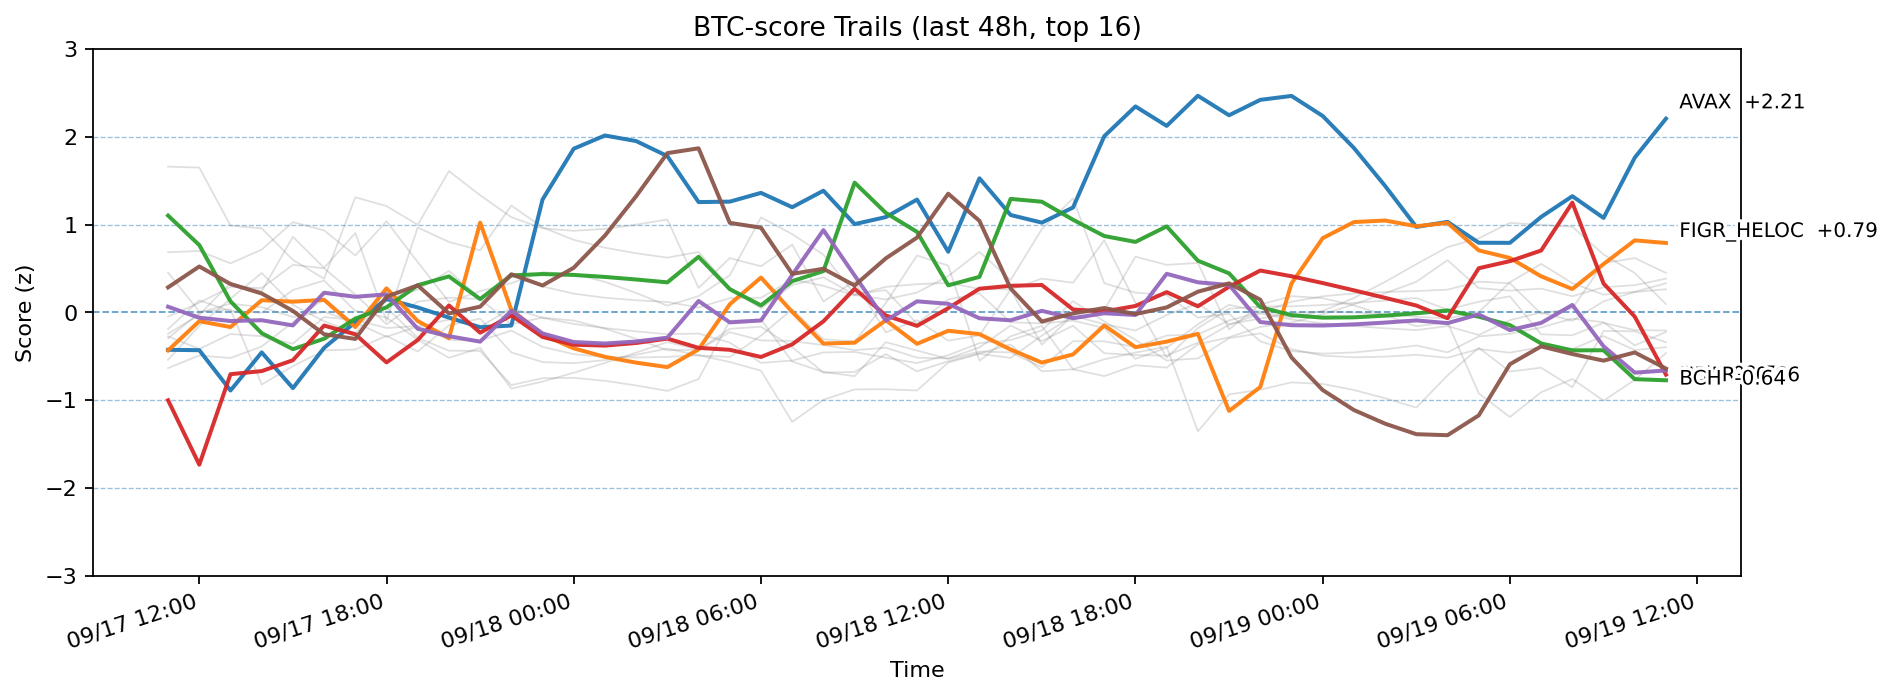 BTC-score Trails (last 48h, top 16)
3
2
1
0
−1
−2
−3
Score (z)
AVAX +2.21
FIGR_HELOC +0.79
BCH
09/17 12:00
09/17 18:00
09/18 00:00
09/18 06:00
09/18 12:00
09/18 18:00
09/19 00:00
09/19 06:00
09/19 12:00
Time